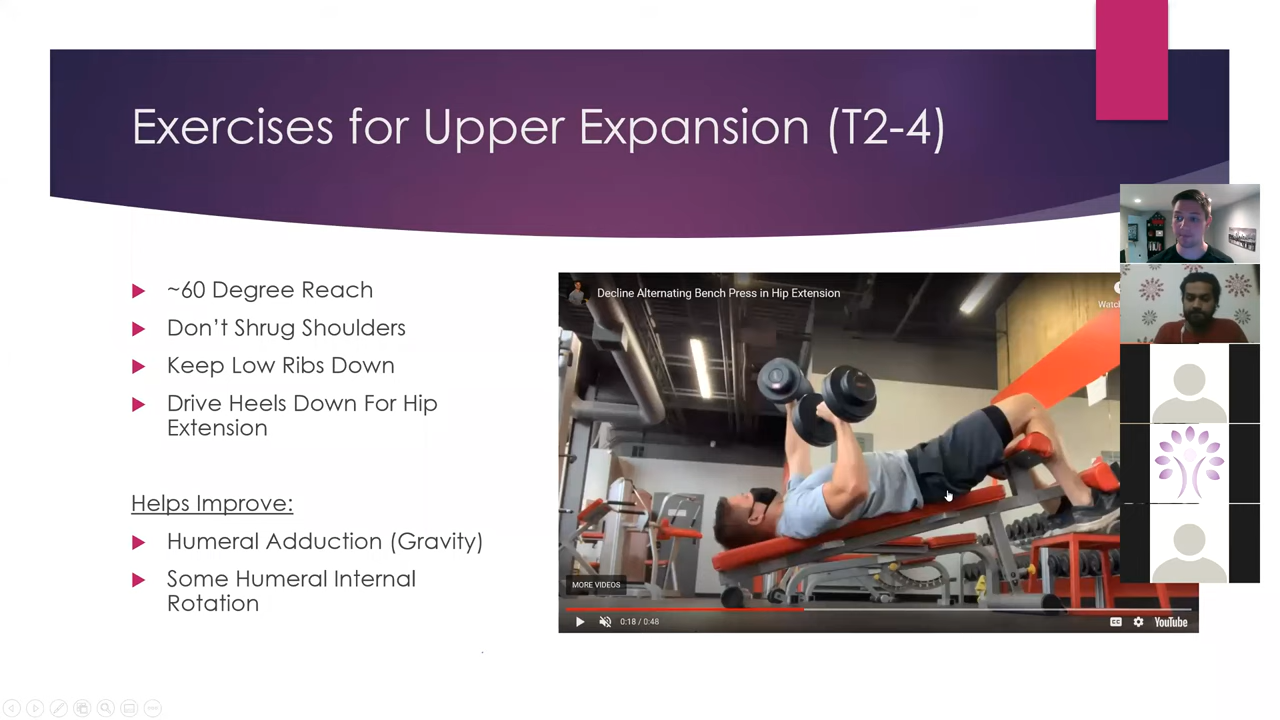 Exercises for Upper Expansion (T2-4)
~60 Degree Reach
Don’t Shrug Shoulders
Keep Low Ribs Down
Drive Heels Down For Hip
Extension
Helps Improve:
Humeral Adduction (Gravity)
Some Humeral Internal
Rotation
Decline Alternating Bench Press in Hip Extension
MORE VIDEOS
0:18 / 0:48
CC
YouTube